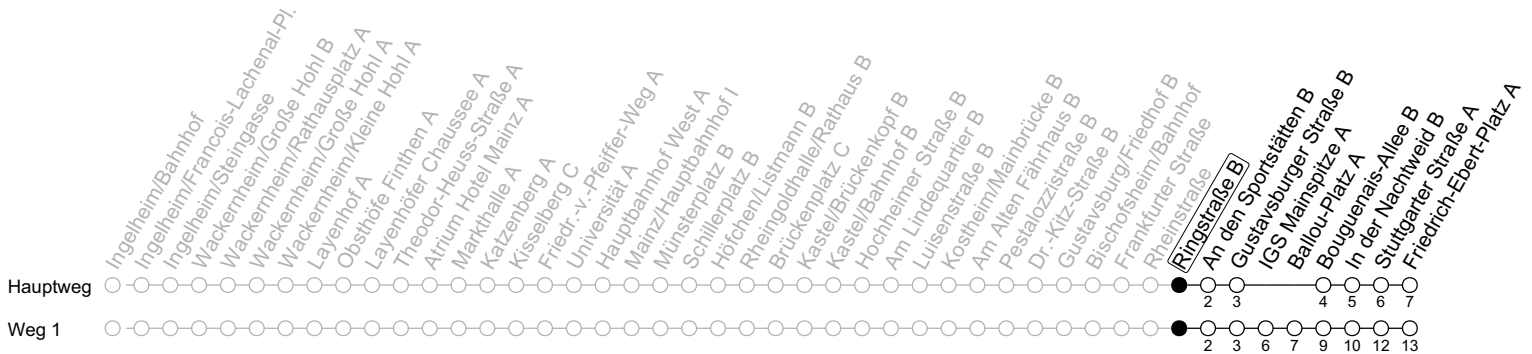 Ingelheim/Bahnhof
Ingelheim/Francois-Lachenal-Pl.
Ingelheim/Steingasse
Wackernheim/Große Hohl B
Wackernheim/Rathausplatz A
Wackernheim/Große Hohl A
Wackernheim/Kleine Hohl A
Layenhof A
Obsthöfe Finthen A
Layenhöfer Chaussee A
Theodor-Heuss-Straße A
Atrium Hotel Mainz A
Markthalle A
Katzenberg A
Kisselberg C
Friedr.-v.-Pfeiffer-Weg A
Universität A
Hauptbahnhof West A
Mainz/Hauptbahnhof I
Münsterplatz B
Schillerplatz B
Höfchen/Listmann B
Rheingoldhalle/Rathaus B
Brückenplatz C
Kastel/Brückenkopf B
Kastel/Bahnhof B
Hochheimer Straße B
Am Lindequartier B
Luisenstraße B
Kostheim/Mainbrücke B
Am Alten Fährhaus B
Pestalozzistraße B
Dr.-Kitz-Straße B
Gustavsburg/Friedhof B
Bischofsheim/Bahnhof
Frankfurter Straße
Rheinstraße
Ringstraße B
An den Sportstätten B
Gustavsburger Straße B
IGS Mainspitze A
Ballou-Platz A
Bouguenais-Allee B
In der Nachtweid B
Stuttgarter Straße A
Friedrich-Ebert-Platz A
Hauptweg
2 3 4 5 6 7
Weg 1
2 3 6 7 9 10 12 13